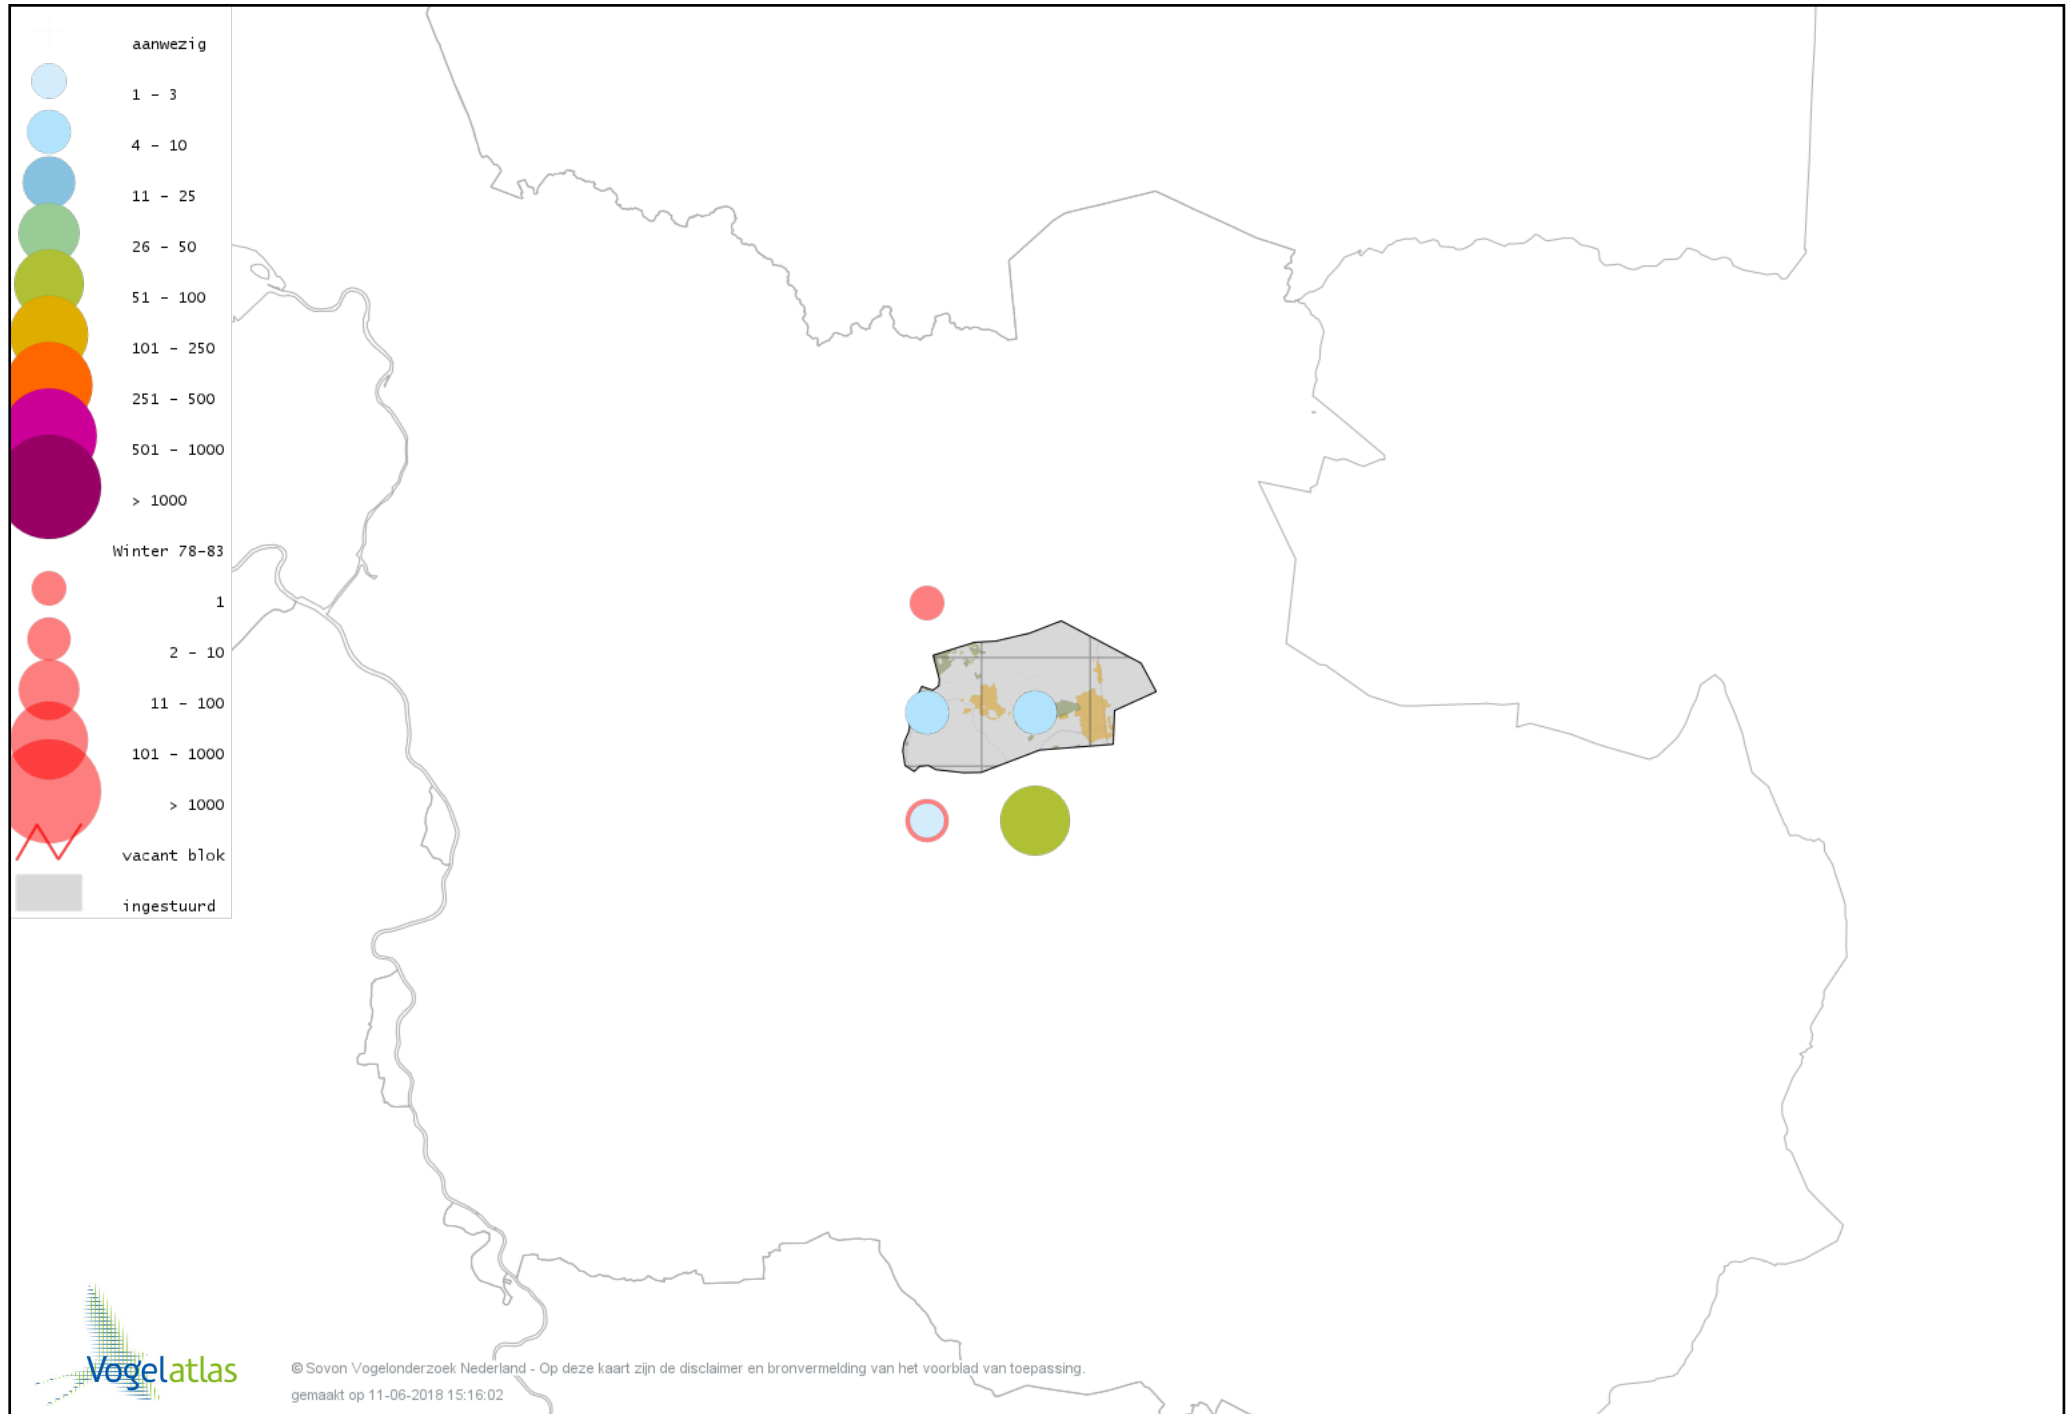 aanwezig
1 - 3
4 - 10
11 - 25
26 - 50
51 - 100
101 - 250
251 - 500
501 - 1000
> 1000
Winter 78-83
1
2 - 10
11 - 100
101 - 1000
> 1000
vacant blok
ingestuurd
Vogelatlas
© Sovon Vogelonderzoek Nederland - Op deze kaart zijn de disclaimer en bronvermelding van het voorblad van toepassing.
gemaakt op 11-06-2018 15:16:02